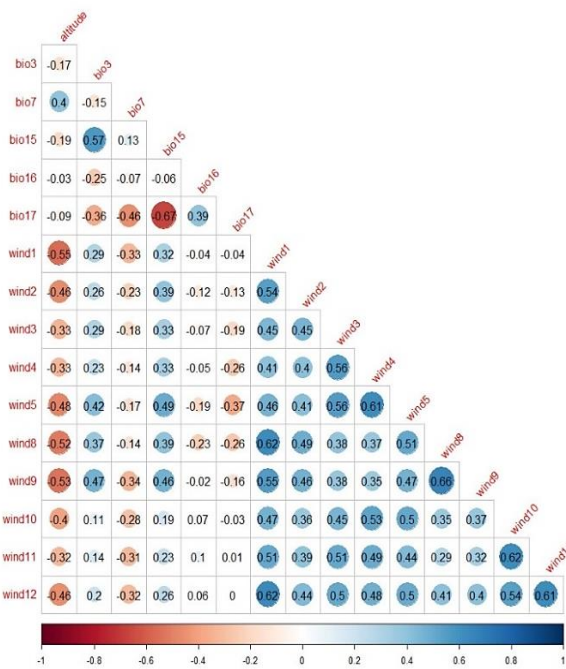 altitude
bio3 -0.17 bio3
bio7 0.4 -0.15 bio7
bio15 -0.19 0.57 0.13 bio15
bio16 -0.03 -0.25 -0.07 -0.06 bio16
bio17 -0.09 -0.36 -0.46 -0.67 0.39 bio17
wind1 -0.55 0.29 -0.33 0.32 -0.04 -0.04 wind1
wind2 -0.46 0.26 -0.23 0.39 -0.12 -0.13 0.54 wind2
wind3 -0.33 0.29 -0.18 0.33 -0.07 -0.19 0.45 0.45 wind3
wind4 -0.33 0.23 -0.14 0.33 -0.05 -0.26 0.41 0.4 0.56 wind4
wind5 -0.48 0.42 -0.17 0.49 -0.19 -0.37 0.46 0.41 0.56 0.61 wind5
wind8 -0.52 0.37 -0.14 0.39 -0.23 -0.26 0.62 0.49 0.38 0.37 0.51 wind8
wind9 -0.53 0.47 -0.34 0.46 -0.02 -0.16 0.55 0.46 0.38 0.35 0.47 0.66 wind9
wind10 -0.4 0.11 -0.28 0.19 0.07 -0.03 0.47 0.36 0.45 0.53 0.5 0.35 0.37 wind10
wind11 -0.32 0.14 -0.31 0.23 0.1 0.01 0.51 0.39 0.51 0.49 0.44 0.29 0.32 0.62 wind1
wind12 -0.46 0.2 -0.32 0.26 0.06 0 0.62 0.44 0.5 0.48 0.5 0.41 0.4 0.54 0.61
-1 -0.8 -0.6 -0.4 -0.2 0 0.2 0.4 0.6 0.8 1